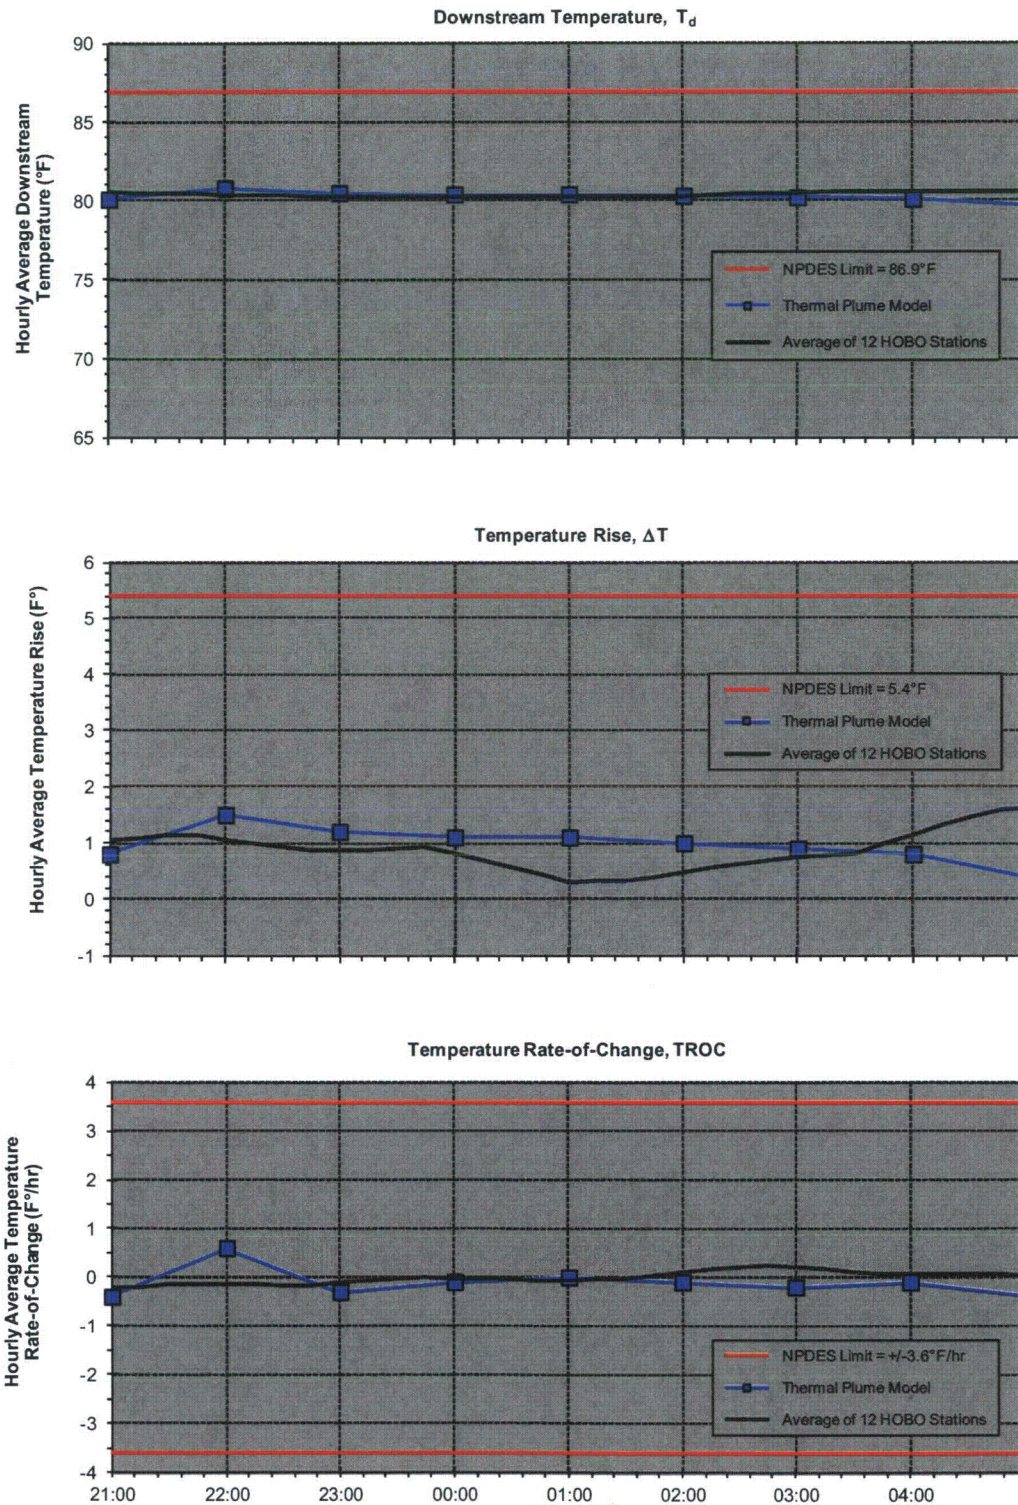 Downstream Temperature, Td
Hourly Average Downstream
Temperature (°F)
90
85
80
75
70
65
NPDES Limit = 86.9°F
Thermal Plume Model
Average of 12 HOBO Stations
Temperature Rise, ΔT
Hourly Average Temperature Rise (F°)
6
5
4
3
2
1
0
-1
NPDES Limit = 5.4°F
Thermal Plume Model
Average of 12 HOBO Stations
Temperature Rate-of-Change, TROC
Hourly Average Temperature
Rate-of-Change (F°/hr)
4
3
2
1
0
-1
-2
-3
-4
NPDES Limit = +/-3.6°F/hr
Thermal Plume Model
Average of 12 HOBO Stations
21:00 22:00 23:00 00:00 01:00 02:00 03:00 04:00